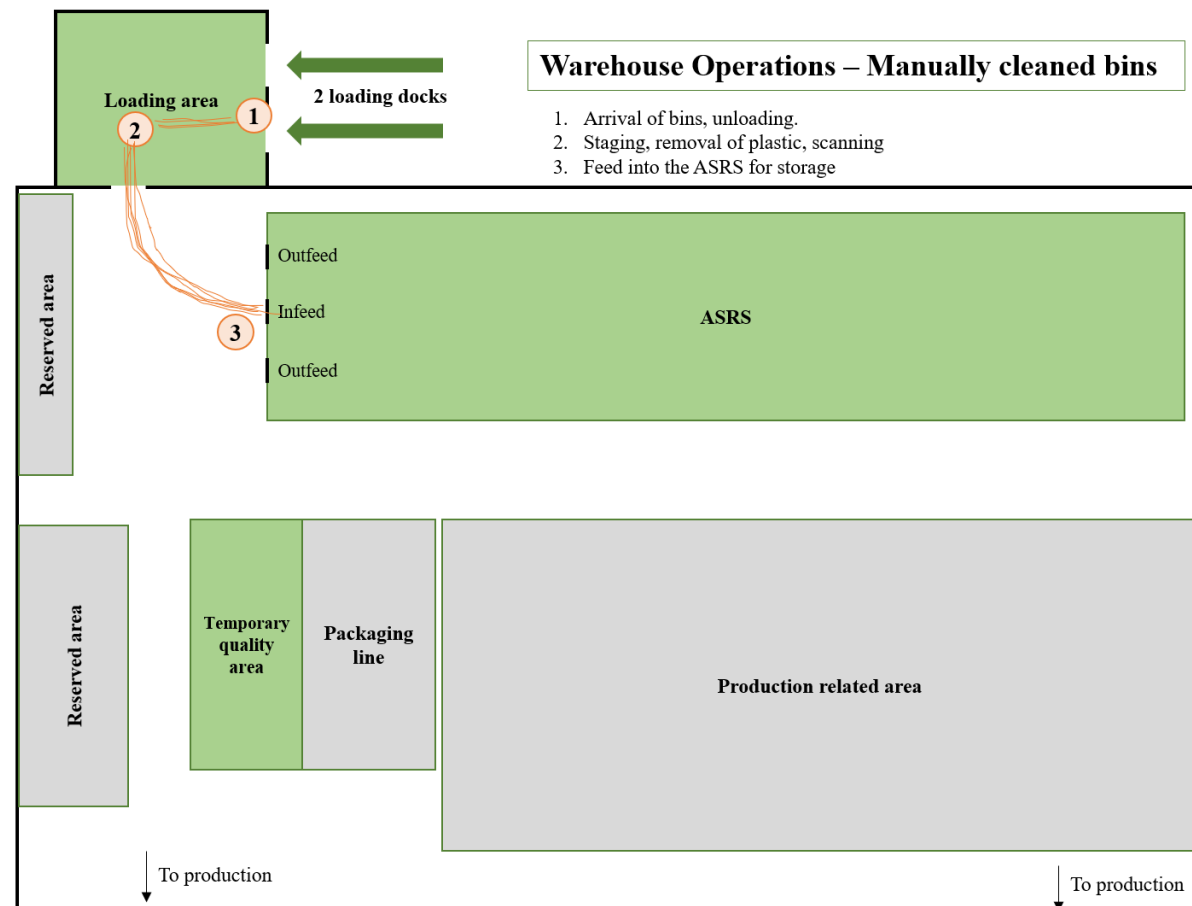 Warehouse Operations – Manually cleaned bins
1. Arrival of bins, unloading.
2. Staging, removal of plastic, scanning
3. Feed into the ASRS for storage
2 loading docks
Loading area
1
2
Outfeed
Infeed
3
Outfeed
ASRS
Reserved area
Reserved area
Temporary
quality
area
Packaging
line
Production related area
To production
To production